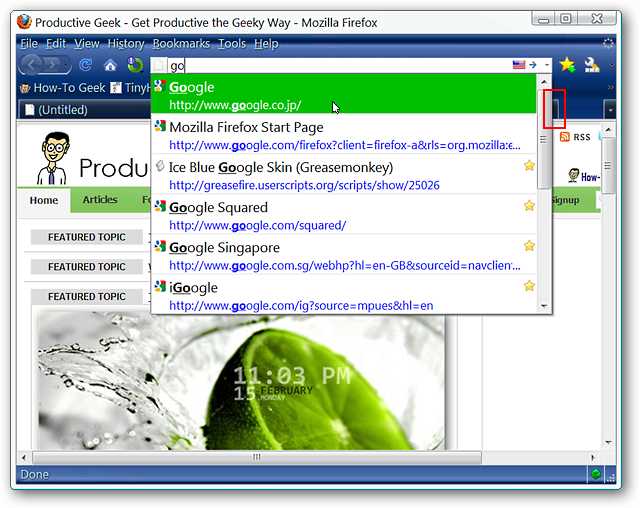 Productive Geek - Get Productive the Geeky Way - Mozilla Firefox
File Edit View History Bookmarks Tools Help
go
How-To Geek
(Untitled)
Google
http://www.google.co.jp/
Mozilla Firefox Start Page
http://www.google.com/firefox?client=firefox-a&rls=org.mozilla:e...
Ice Blue Google Skin (Greasemonkey)
http://greasefire.userscripts.org/scripts/show/25026
Google Squared
http://www.google.com/squared/
Google Singapore
http://www.google.com.sg/webhp?hl=en-GB&sourceid=navclient...
iGoogle
http://www.google.com/ig?source=mpues&hl=en
RSS
Produ
How-
Home Articles Signup
FEATURED TOPIC
FEATURED TOPIC
FEATURED TOPIC
11:03 PM
15. FEBRUARY
MONDAY
Done